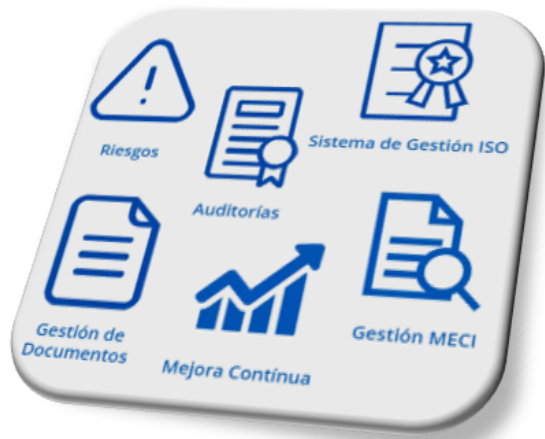 Riesgos
Auditorías
Sistema de Gestión ISO
Gestión de
Documentos
Mejora Contínua
Gestión MECI